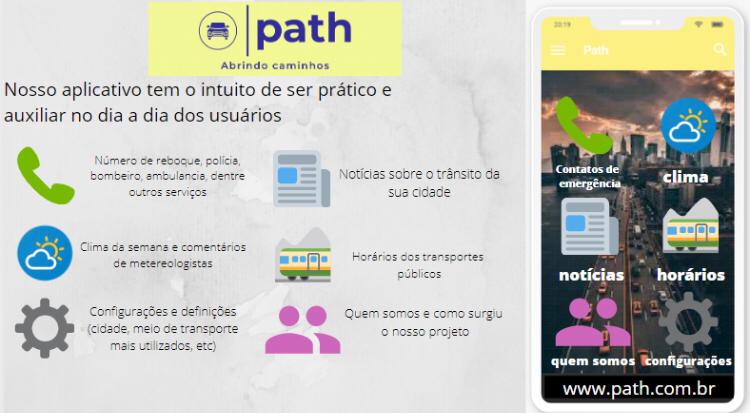 path
Abrindo caminhos
Nosso aplicativo tem o intuito de ser prático e
auxiliar no dia a dia dos usuários
Número de reboque, polícia,
bombeiro, ambulancia, dentre
outros serviços
Notícias sobre o trânsito da
sua cidade
Clima da semana e comentários
de metereologistas
Horários dos transportes
públicos
Configurações e definições
(cidade, meio de transporte
mais utilizados, etc)
Quem somos e como surgiu
o nosso projeto
20:19
Path
Contatos de
emergência
clima
notícias
horários
quem somos
configurações
www.path.com.br